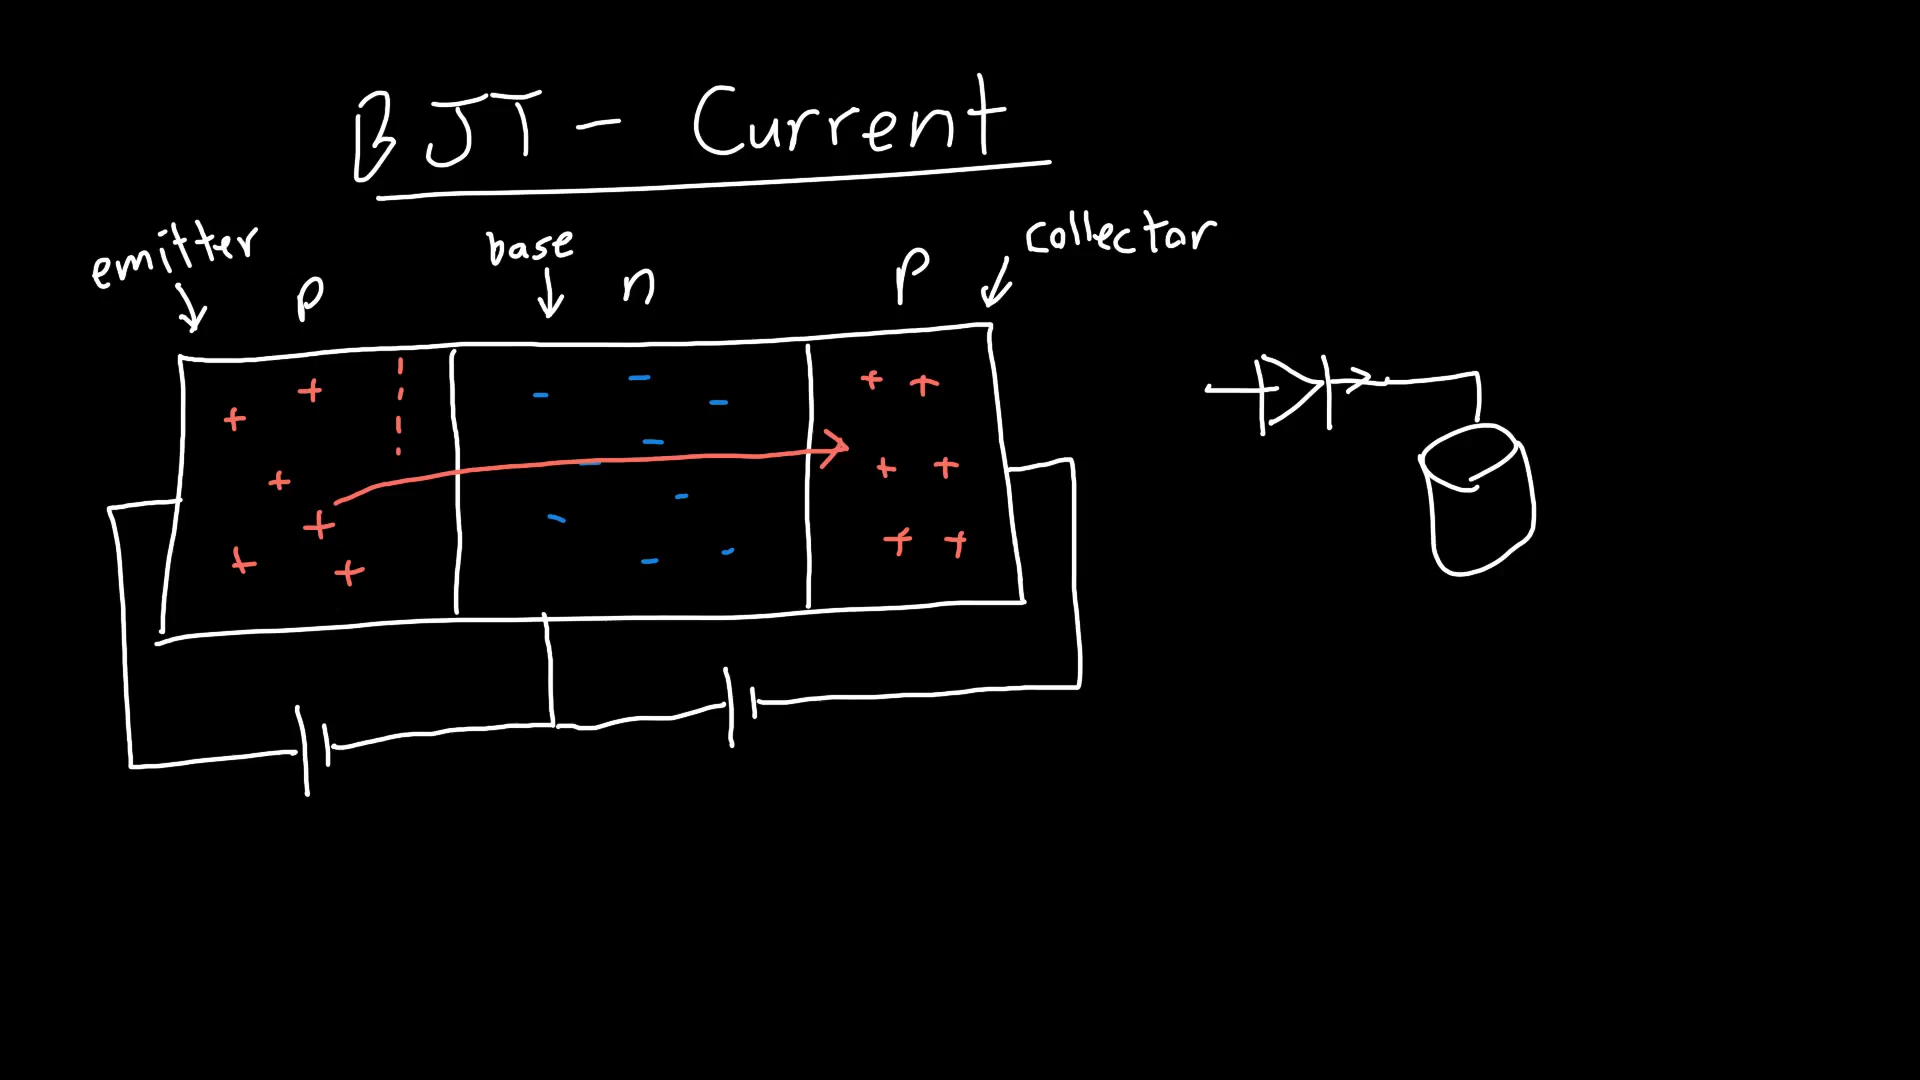 BJT - Current
emitter
base
collector
p
n
p